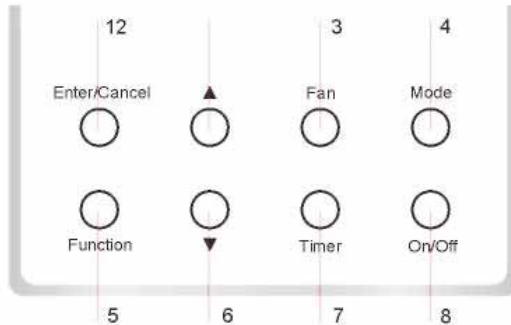 12 3 4
Enter/Cancel ▲ Fan Mode
Function ▼ Timer On/Off
5 6 7 8